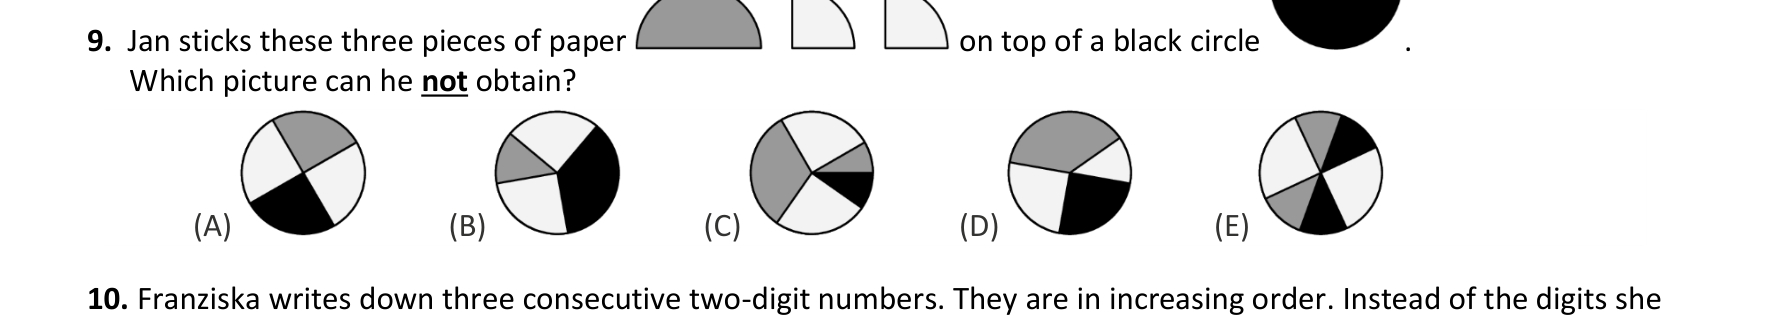 9. Jan sticks these three pieces of paper on top of a black circle .
Which picture can he not obtain?
(A) (B) (C) (D) (E)
10. Franziska writes down three consecutive two-digit numbers. They are in increasing order. Instead of the digits she